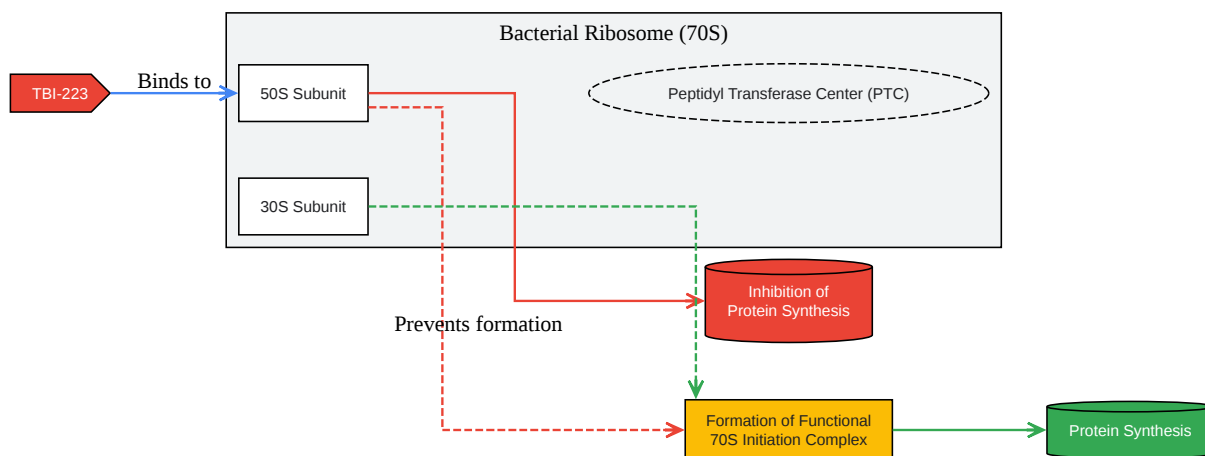 Bacterial Ribosome (70S)
TBI-223
Binds to
50S Subunit
Peptidyl Transferase Center (PTC)
30S Subunit
Inhibition of
Protein Synthesis
Prevents formation
Formation of Functional
70S Initiation Complex
Protein Synthesis